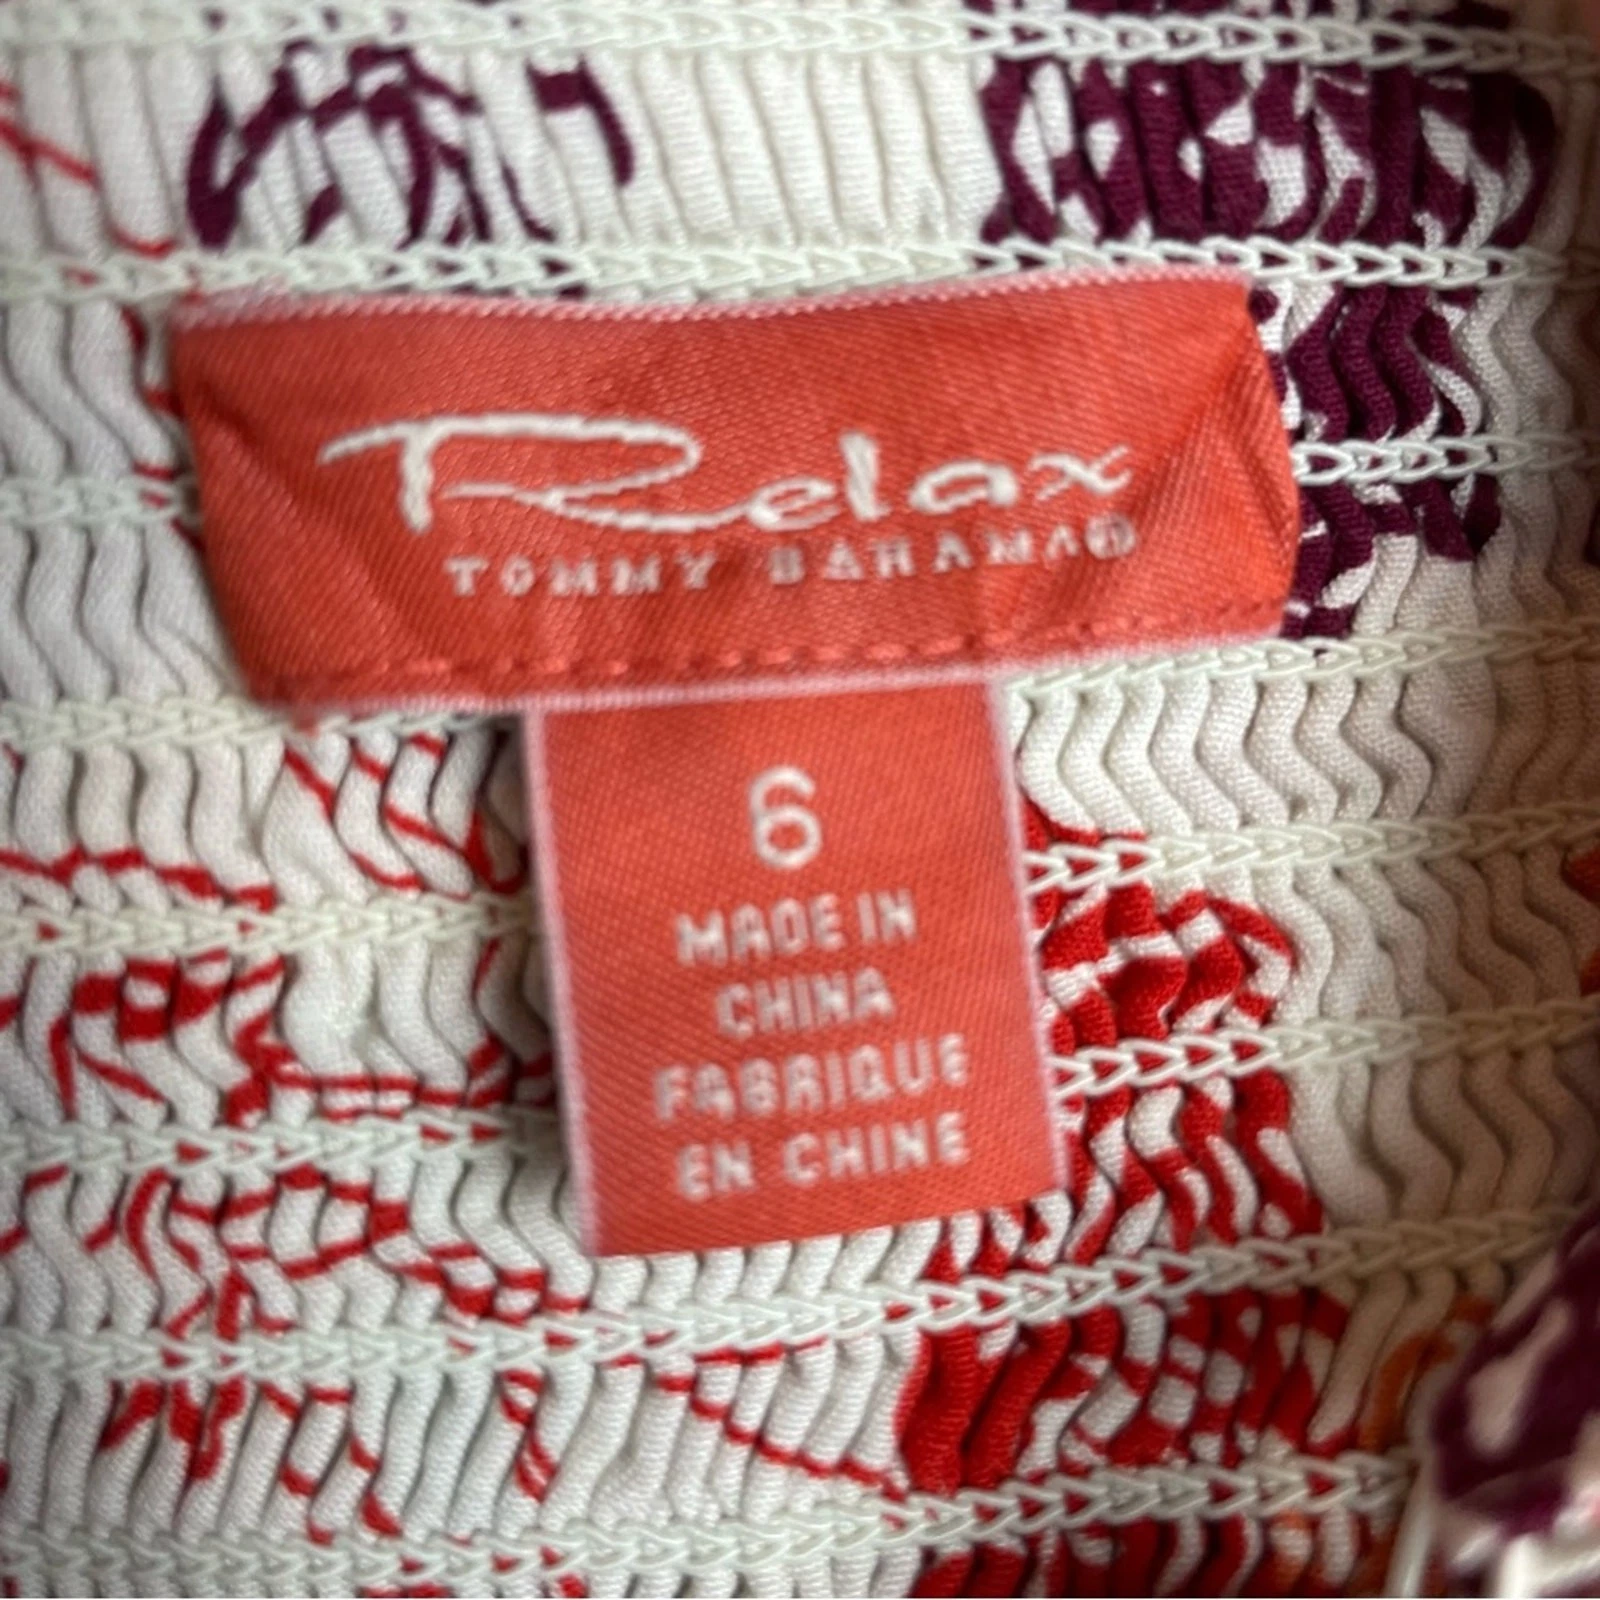 Relax
TOMMY BAHAMA®
6
MADE IN
CHINA
FABRIQUE
EN CHINE